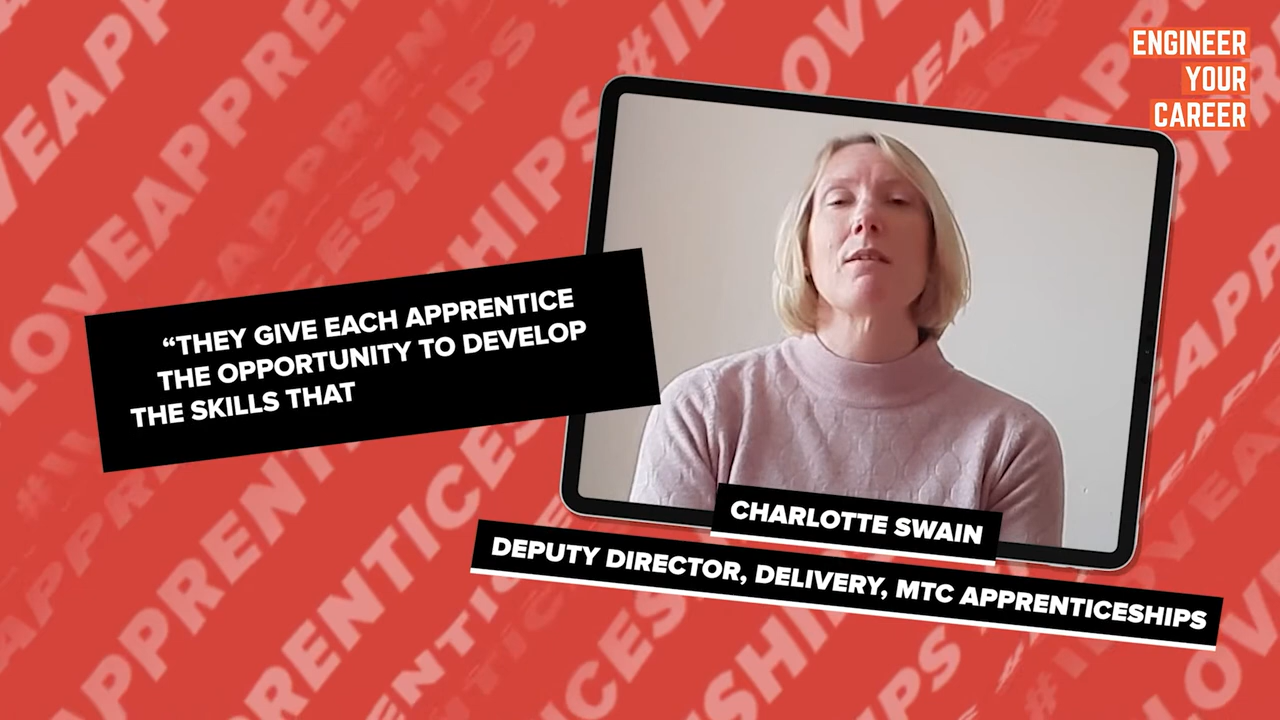 ENGINEER
YOUR
CAREER
“THEY GIVE EACH APPRENTICE
THE OPPORTUNITY TO DEVELOP
THE SKILLS THAT
CHARLOTTE SWAIN
DEPUTY DIRECTOR, DELIVERY, MTC APPRENTICESHIPS